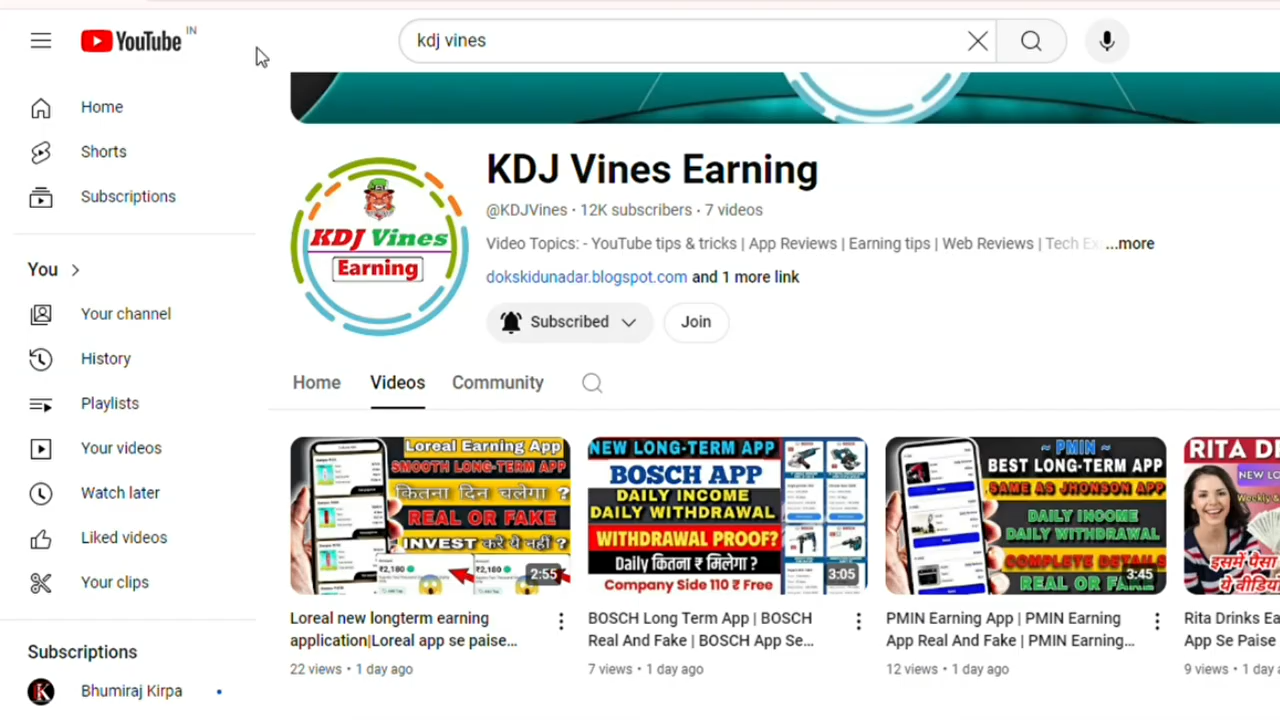 YouTube IN
kdj vines
Home
Shorts
Subscriptions
You
Your channel
History
Playlists
Your videos
Watch later
Liked videos
Your clips
Subscriptions
Bhumiraj Kirpa
KDJ Vines
Earning
KDJ Vines Earning
@KDJVines · 12K subscribers · 7 videos
Video Topics: - YouTube tips & tricks | App Reviews | Earning tips | Web Reviews | Tech Ex ...more
dokskidunadar.blogspot.com and 1 more link
Subscribed
Join
Home Videos Community
Loreal Earning App
SMOOTH LONG-TERM APP
कितना दिन चलेगा ?
REAL OR FAKE
INVEST करे ये नहीं ?
₹2,180
2:55
Loreal new longterm earning
application|Loreal app se paise...
22 views · 1 day ago
NEW LONG-TERM APP
BOSCH APP
DAILY INCOME
DAILY WITHDRAWAL
WITHDRAWAL PROOF?
Daily कितना ₹ मिलेगा ?
Company Side 110 ₹ Free
3:05
BOSCH Long Term App | BOSCH
Real And Fake | BOSCH App Se...
7 views · 1 day ago
~ PMIN ~
BEST LONG-TERM APP
SAME AS JHONSON APP
DAILY INCOME
DAILY WITHDRAWAL
COMPLETE DETAILS
REAL OR FAKE
3:45
PMIN Earning App | PMIN Earning
App Real And Fake | PMIN Earning...
12 views · 1 day ago
RITA DR
NEW LO
Weekly &
इसमें पैसा
ये वीडियो
Rita Drinks Ea
App Se Paise
9 views · 1 day a